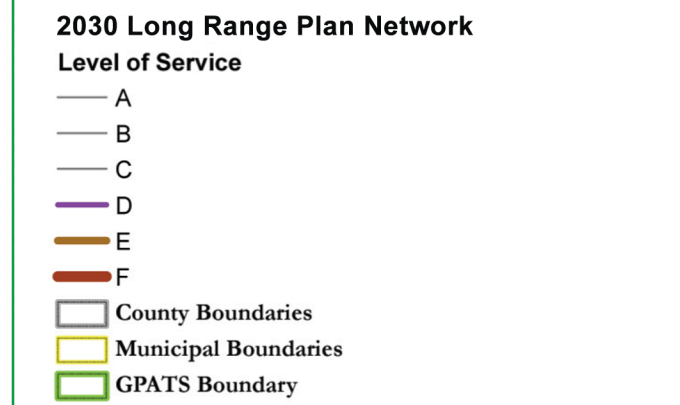 2030 Long Range Plan Network
Level of Service
A
B
C
D
E
F
County Boundaries
Municipal Boundaries
GPATS Boundary